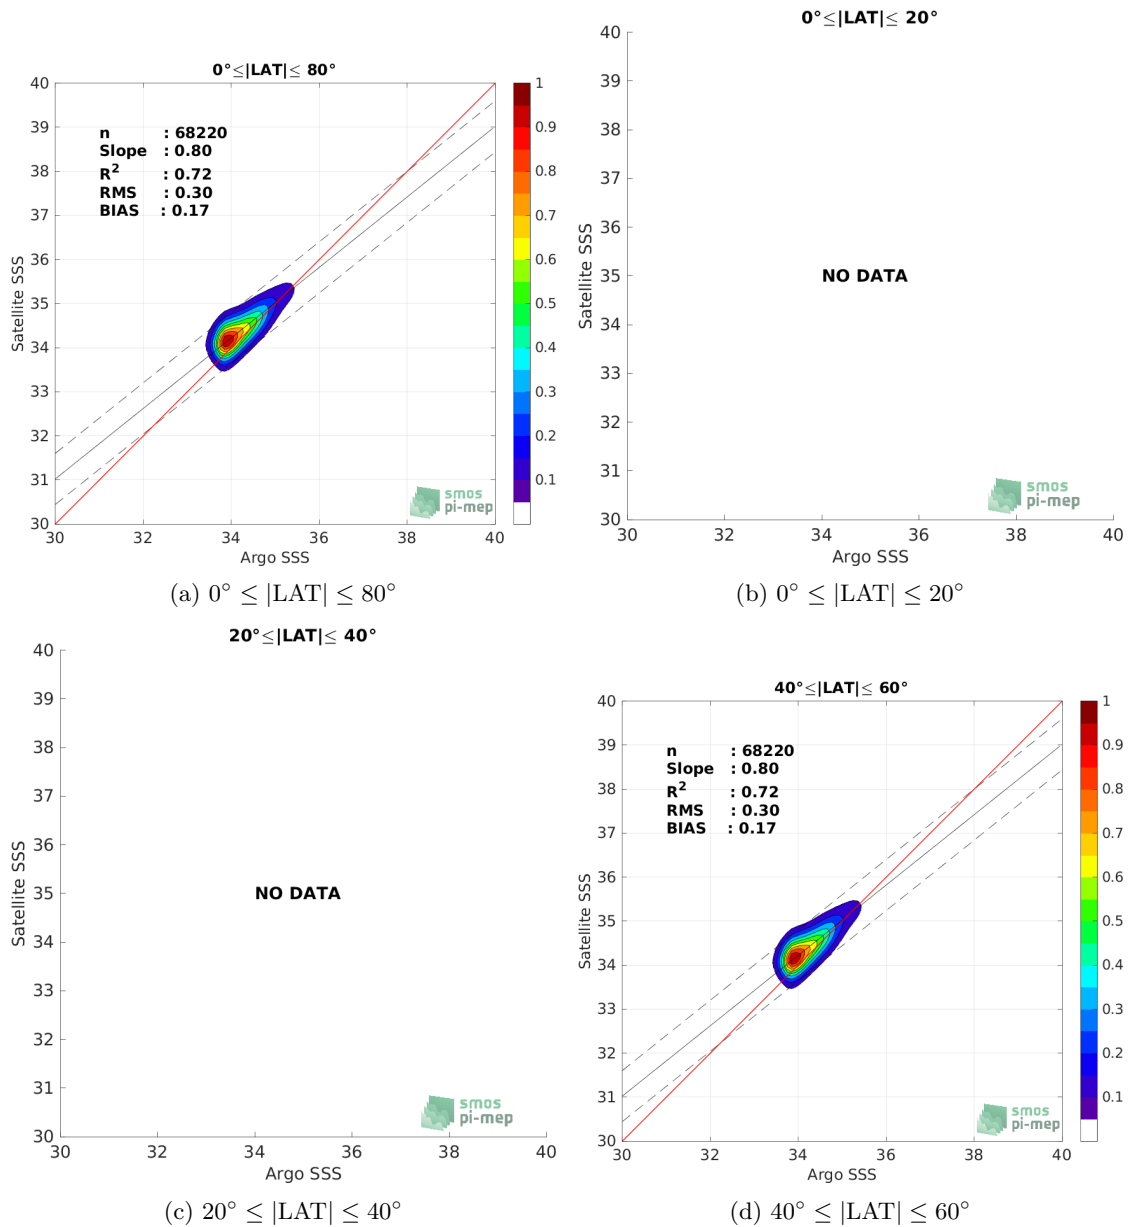 0°≤|LAT|≤ 80°
40
39
38
37
36
35
34
33
32
31
30
Satellite SSS
n : 68220
Slope : 0.80
R² : 0.72
RMS : 0.30
BIAS : 0.17
smos
pi-mep
30 32 34 36 38 40
Argo SSS
1
0.9
0.8
0.7
0.6
0.5
0.4
0.3
0.2
0.1
(a) 0° ≤ |LAT| ≤ 80°
0°≤|LAT|≤ 20°
40
39
38
37
36
35
34
33
32
31
30
Satellite SSS
NO DATA
smos
pi-mep
30 32 34 36 38 40
Argo SSS
(b) 0° ≤ |LAT| ≤ 20°
20°≤|LAT|≤ 40°
40
39
38
37
36
35
34
33
32
31
30
Satellite SSS
NO DATA
smos
pi-mep
30 32 34 36 38 40
Argo SSS
(c) 20° ≤ |LAT| ≤ 40°
40°≤|LAT|≤ 60°
40
39
38
37
36
35
34
33
32
31
30
Satellite SSS
n : 68220
Slope : 0.80
R² : 0.72
RMS : 0.30
BIAS : 0.17
smos
pi-mep
30 32 34 36 38 40
Argo SSS
1
0.9
0.8
0.7
0.6
0.5
0.4
0.3
0.2
0.1
(d) 40° ≤ |LAT| ≤ 60°